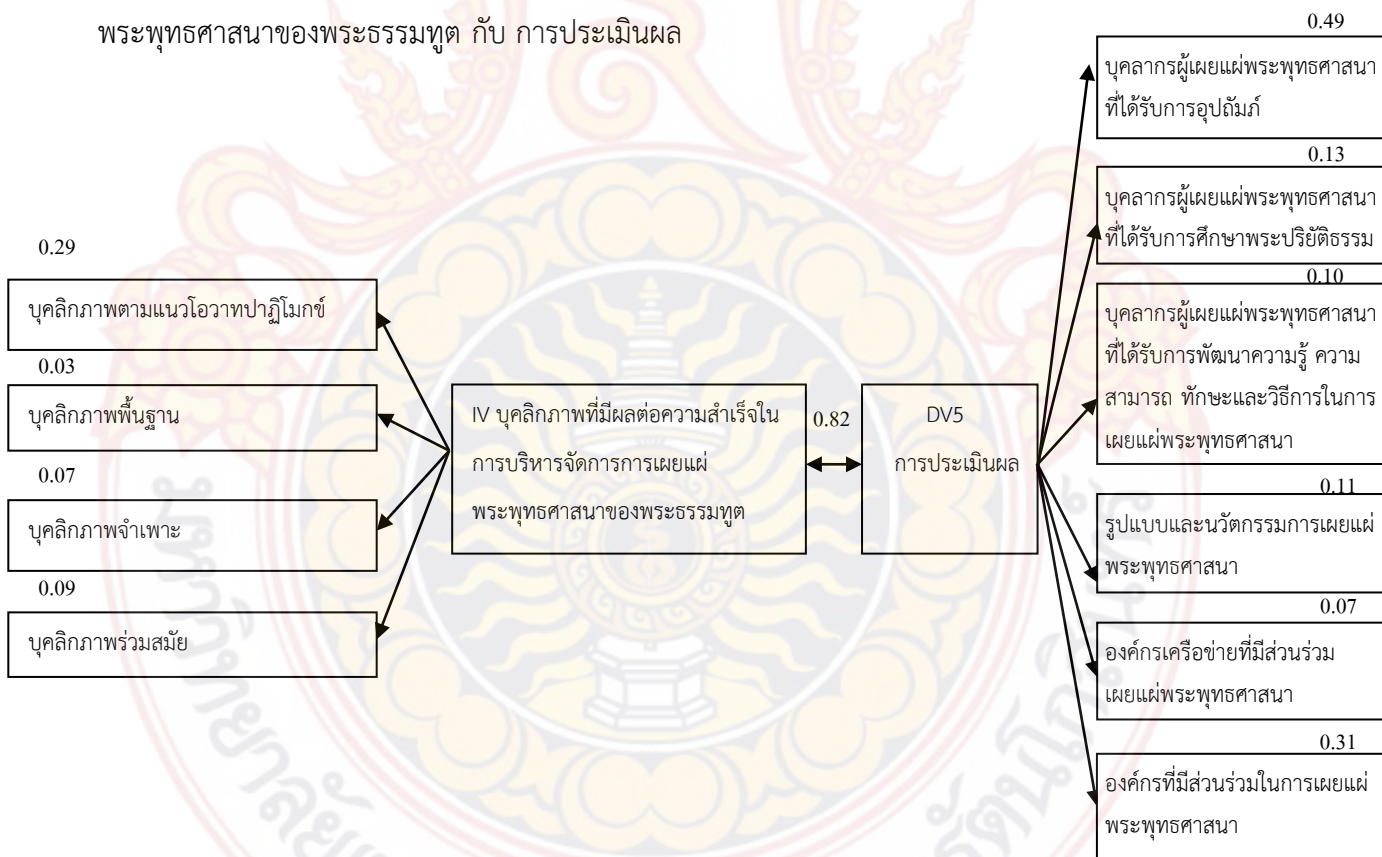 พระพุทธศาสนาของพระธรรมทูต กับ การประเมินผล
0.29
บุคลิกภาพตามแนวโอวาทปาฏิโมกข์
0.03
บุคลิกภาพพื้นฐาน
0.07
บุคลิกภาพจำเพาะ
0.09
บุคลิกภาพร่วมสมัย
IV บุคลิกภาพที่มีผลต่อความสำเร็จใน
การบริหารจัดการการเผยแผ่
พระพุทธศาสนาของพระธรรมทูต
0.82
DV5
การประเมินผล
0.49
บุคลากรผู้เผยแผ่พระพุทธศาสนา
ที่ได้รับการอุปถัมภ์
0.13
บุคลากรผู้เผยแผ่พระพุทธศาสนา
ที่ได้รับการศึกษาพระปริยัติธรรม
0.10
บุคลากรผู้เผยแผ่พระพุทธศาสนา
ที่ได้รับการพัฒนาความรู้ ความ
สามารถ ทักษะและวิธีการในการ
เผยแผ่พระพุทธศาสนา
0.11
รูปแบบและนวัตกรรมการเผยแผ่
พระพุทธศาสนา
0.07
องค์กรเครือข่ายที่มีส่วนร่วม
เผยแผ่พระพุทธศาสนา
0.31
องค์กรที่มีส่วนร่วมในการเผยแผ่
พระพุทธศาสนา